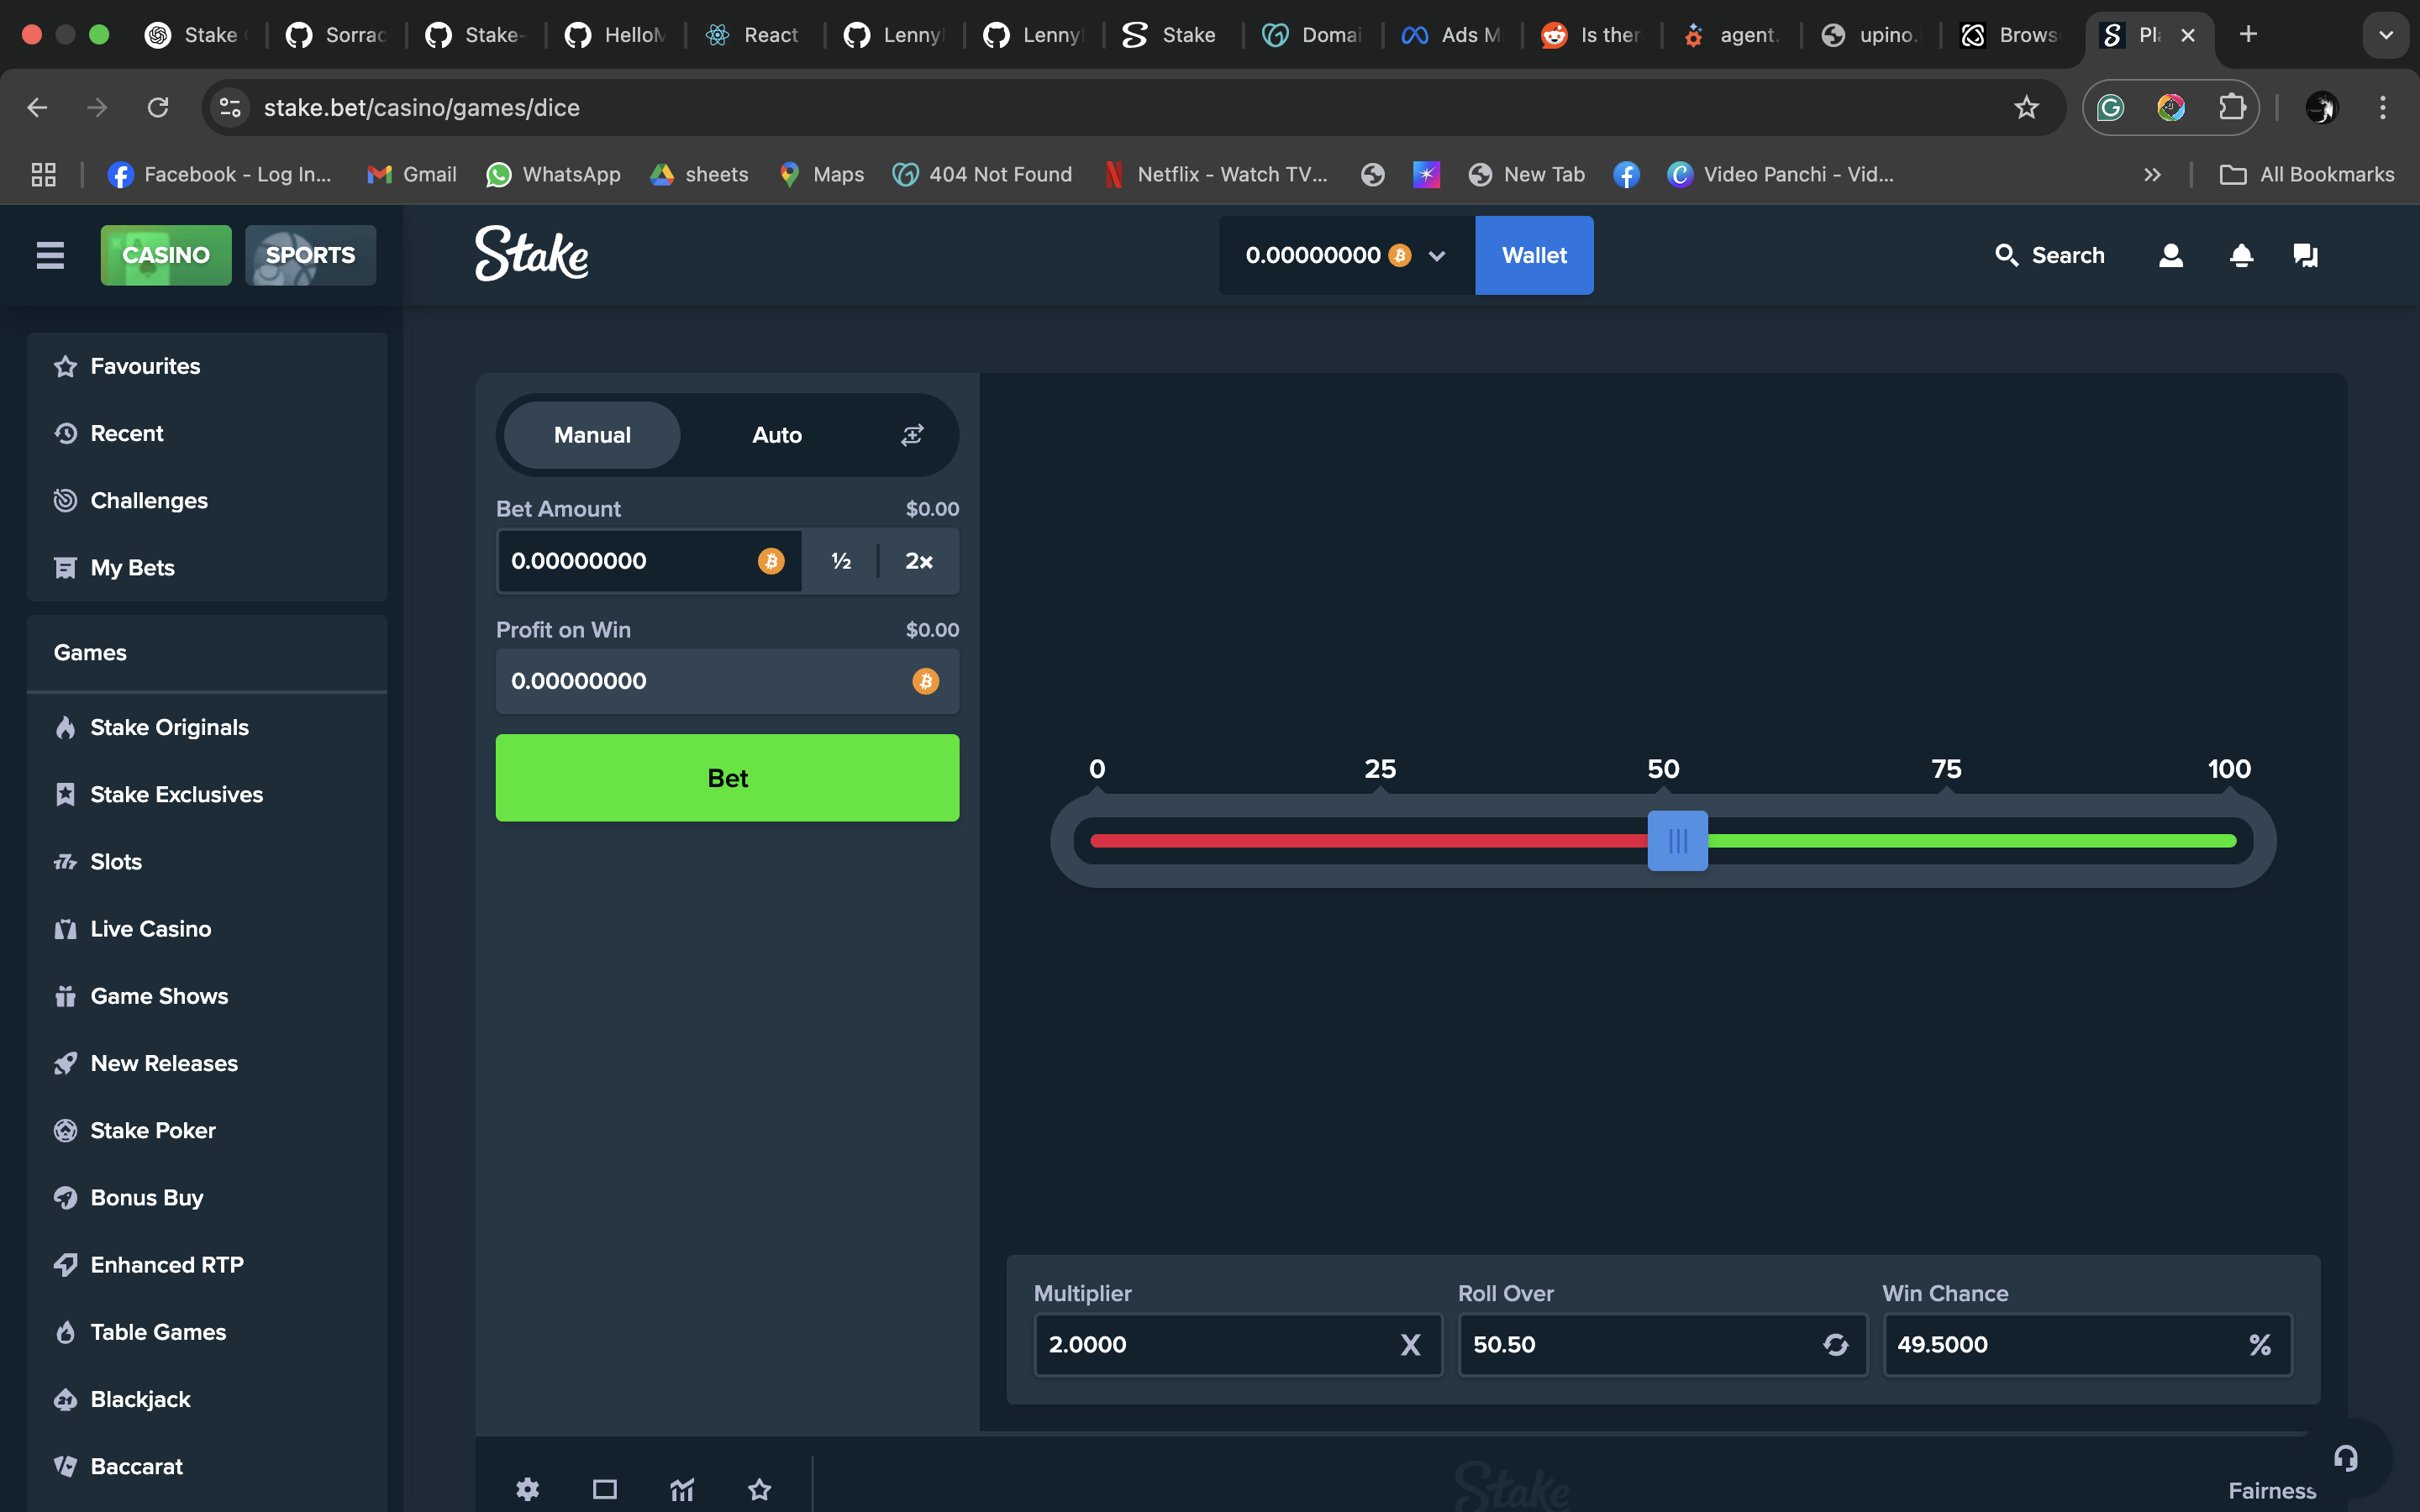 Stake
Sorrac
Stake-
HelloM
React
Lenny
Lenny
Stake
Domai
Ads M
Is ther
agent.
upino.
Brows
Pla
stake.bet/casino/games/dice
Facebook - Log In...
Gmail
WhatsApp
sheets
Maps
404 Not Found
Netflix - Watch TV...
New Tab
Video Panchi - Vid...
All Bookmarks
CASINO
SPORTS
Stake
0.00000000
Wallet
Search
Favourites
Recent
Challenges
My Bets
Games
Stake Originals
Stake Exclusives
Slots
Live Casino
Game Shows
New Releases
Stake Poker
Bonus Buy
Enhanced RTP
Table Games
Blackjack
Baccarat
Manual
Auto
Bet Amount $0.00
0.00000000 ½ 2×
Profit on Win $0.00
0.00000000
Bet
0 25 50 75 100
Multiplier Roll Over Win Chance
2.0000 X 50.50 49.5000 %
Stake
Fairness